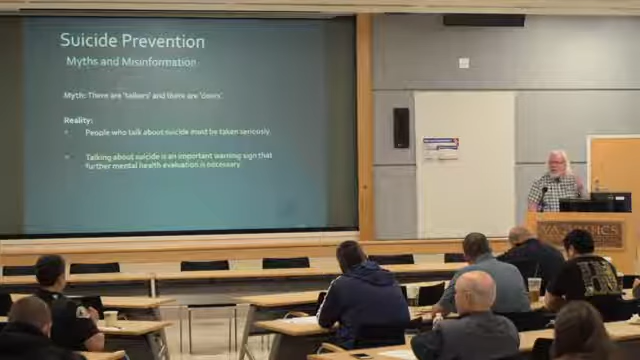 Suicide Prevention
Myths and Misinformation
Myth: There are 'talkers' and there are 'doers'.
Reality:
• People who talk about suicide must be taken seriously.
• Talking about suicide is an important warning sign that
further mental health evaluation is necessary.